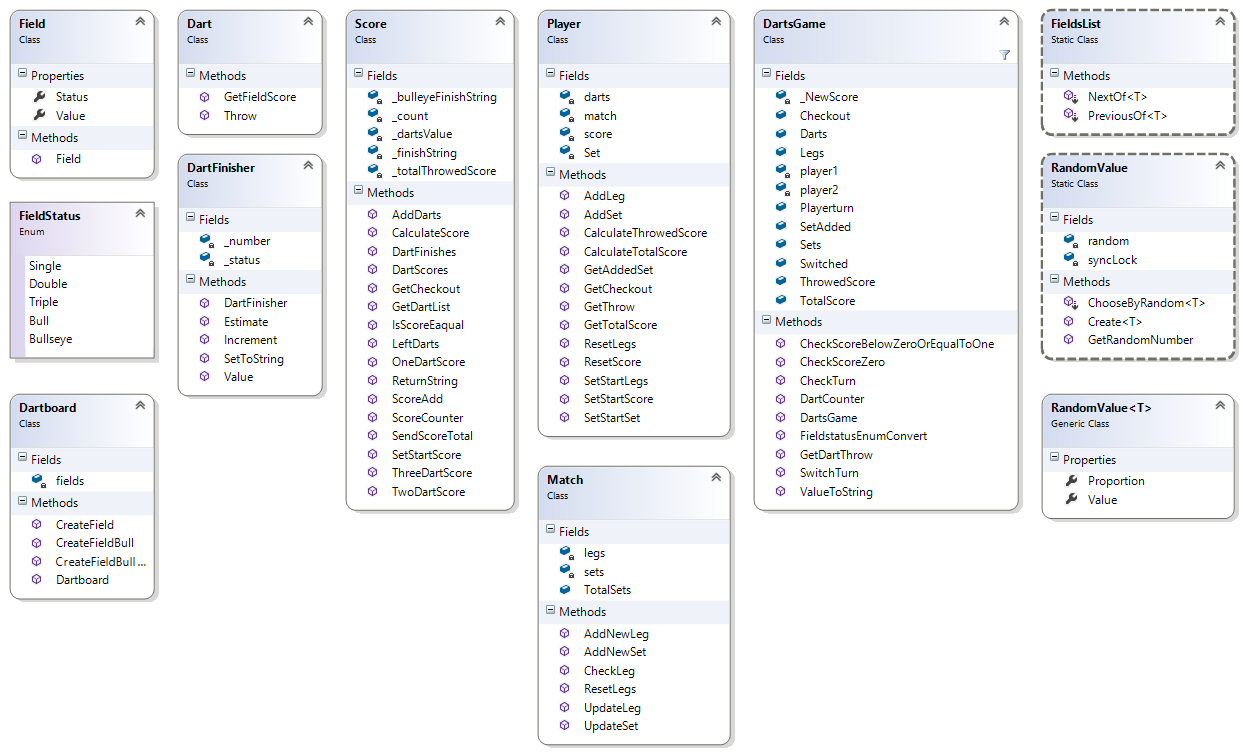 Field
Class
Properties
Status
Value
Methods
Field
FieldStatus
Enum
Single
Double
Triple
Bull
Bullseye
Dartboard
Class
Fields
fields
Methods
CreateField
CreateFieldBull
CreateFieldBull ...
Dartboard
Dart
Class
Methods
GetFieldScore
Throw
DartFinisher
Class
Fields
_number
_status
Methods
DartFinisher
Estimate
Increment
SetToString
Value
Score
Class
Fields
_bulleyeFinishString
_count
_dartsValue
_finishString
_totalThrowedScore
Methods
AddDarts
CalculateScore
DartFinishes
DartScores
GetCheckout
GetDartList
IsScoreEaqual
LeftDarts
OneDartScore
ReturnString
ScoreAdd
ScoreCounter
SendScoreTotal
SetStartScore
ThreeDartScore
TwoDartScore
Player
Class
Fields
darts
match
score
Set
Methods
AddLeg
AddSet
CalculateThrowedScore
CalculateTotalScore
GetAddedSet
GetCheckout
GetThrow
GetTotalScore
ResetLegs
ResetScore
SetStartLegs
SetStartScore
SetStartSet
Match
Class
Fields
legs
sets
TotalSets
Methods
AddNewLeg
AddNewSet
CheckLeg
ResetLegs
UpdateLeg
UpdateSet
DartsGame
Class
Fields
_NewScore
Checkout
Darts
Legs
player1
player2
Playerturn
SetAdded
Sets
Switched
ThrowedScore
TotalScore
Methods
CheckScoreBelowZeroOrEqualToOne
CheckScoreZero
CheckTurn
DartCounter
DartsGame
FieldstatusEnumConvert
GetDartThrow
SwitchTurn
ValueToString
FieldsList
Static Class
Methods
NextOf<T>
PreviousOf<T>
RandomValue
Static Class
Fields
random
syncLock
Methods
ChooseByRandom<T>
Create<T>
GetRandomNumber
RandomValue<T>
Generic Class
Properties
Proportion
Value